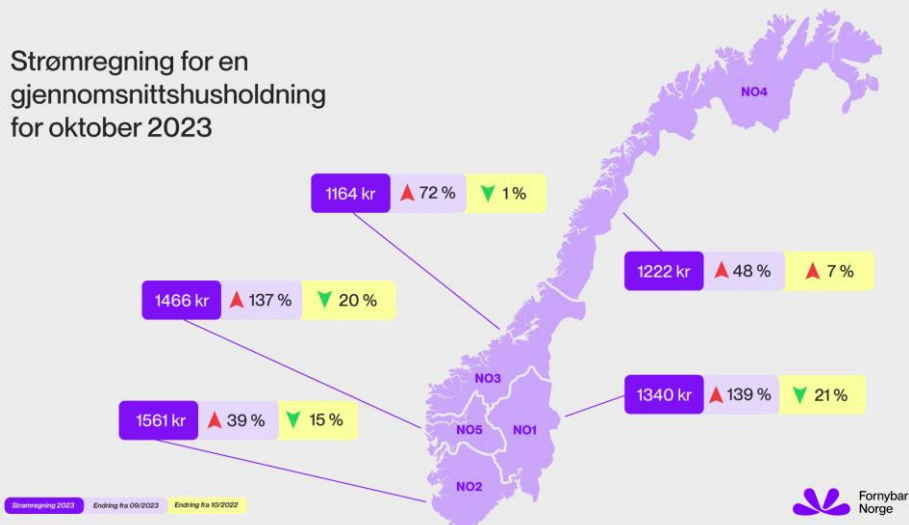 Strømregning for en
gjennomsnittshusholdning
for oktober 2023
NO4
1164 kr 72 % 1 %
1222 kr 48 % 7 %
1466 kr 137 % 20 %
NO3
1340 kr 139 % 21 %
1561 kr 39 % 15 %
NO5
NO1
NO2
Strømregning 2023 Endring fra 09/2023 Endring fra 10/2022
Fornybar
Norge